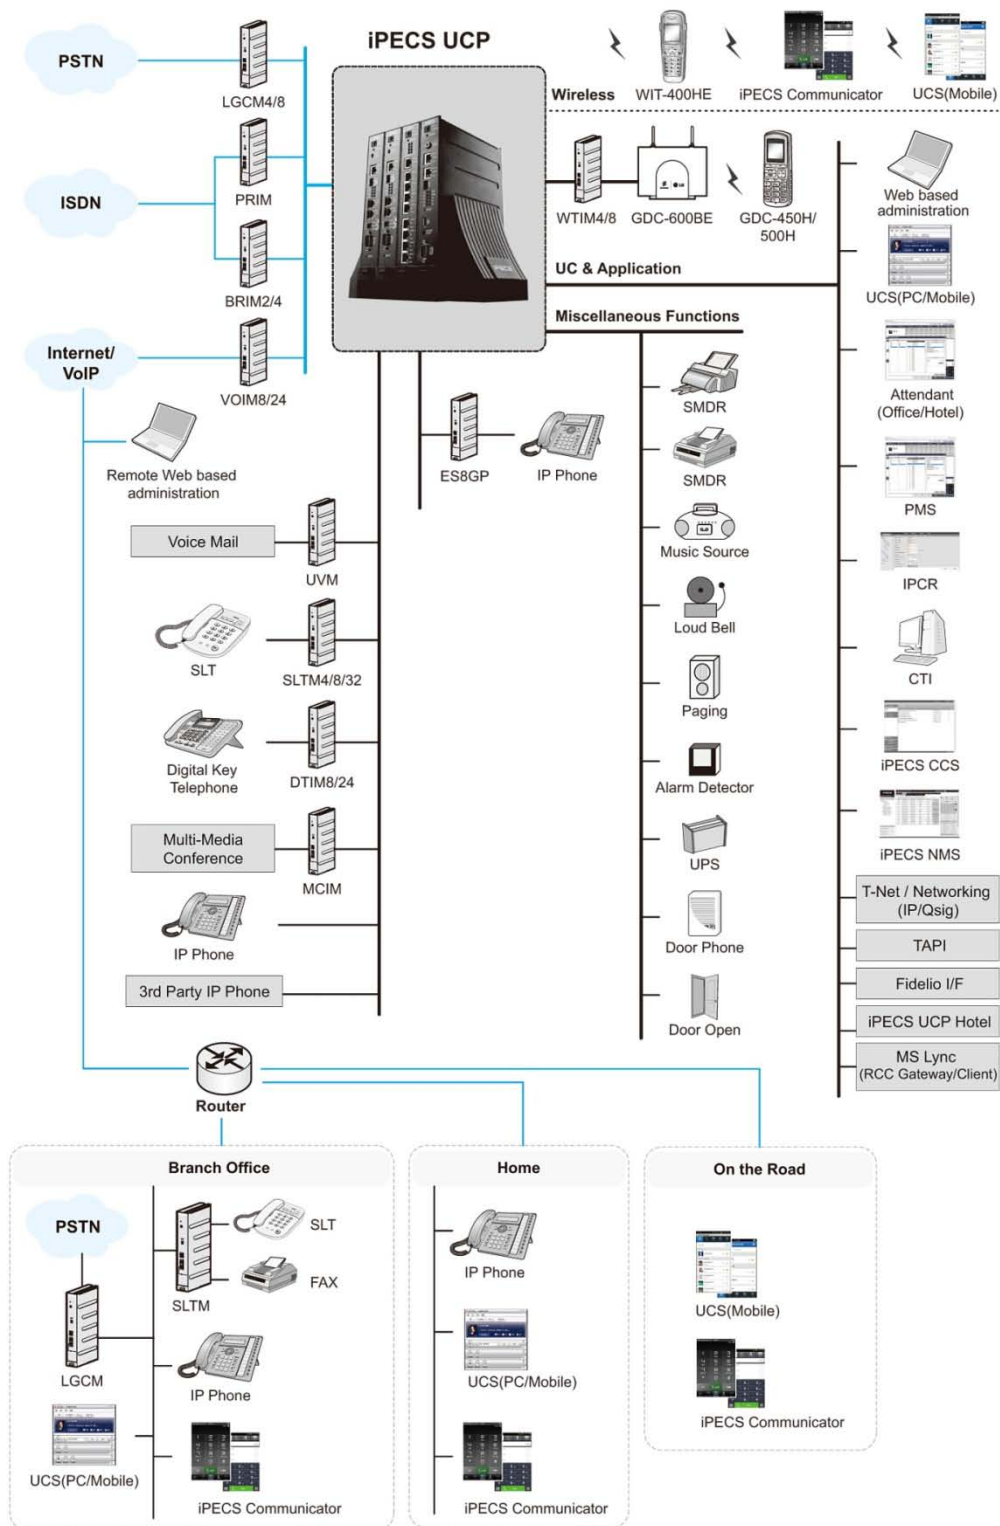 iPECS UCP
PSTN
LGCM4/8
Wireless
WIT-400HE
iPECS Communicator
UCS(Mobile)
ISDN
PRIM
BRIM2/4
WTIM4/8
GDC-600BE
GDC-450H/
500H
Web based
administration
UC & Application
UCS(PC/Mobile)
Miscellaneous Functions
Internet/
VoIP
VOIM8/24
Remote Web based
administration
ES8GP
IP Phone
SMDR
SMDR
Music Source
Loud Bell
Paging
Alarm Detector
UPS
Door Phone
Door Open
Attendant
(Office/Hotel)
PMS
IPCR
CTI
iPECS CCS
iPECS NMS
T-Net / Networking
(IP/Qsig)
TAPI
Fidelio I/F
iPECS UCP Hotel
MS Lync
(RCC Gateway/Client)
Voice Mail
UVM
SLT
SLTM4/8/32
Digital Key
Telephone
DTIM8/24
Multi-Media
Conference
MCIM
IP Phone
3rd Party IP Phone
Router
Branch Office
PSTN
SLT
FAX
SLTM
LGCM
IP Phone
UCS(PC/Mobile)
iPECS Communicator
Home
IP Phone
UCS(PC/Mobile)
iPECS Communicator
On the Road
UCS(Mobile)
iPECS Communicator